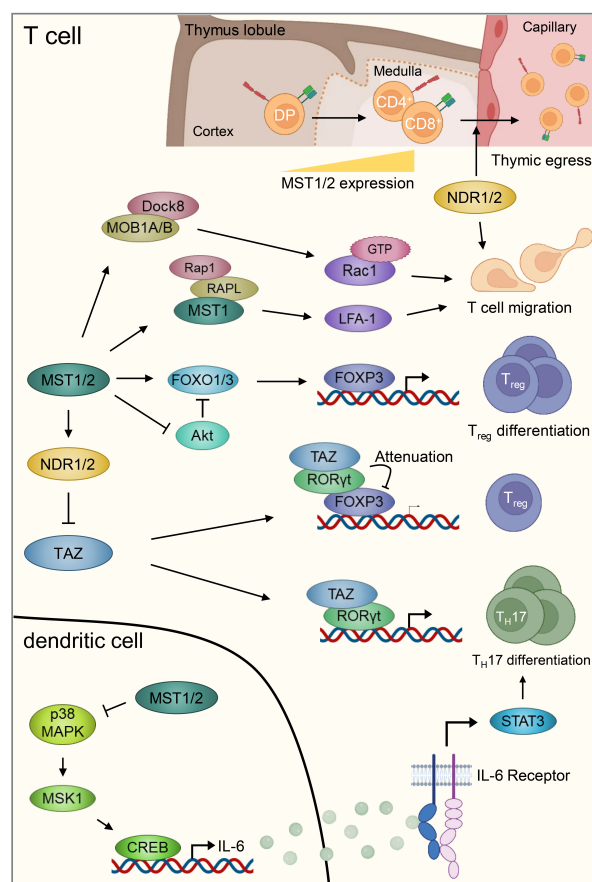 T cell
Thymus lobule
Capillary
Medulla
DP
CD4+
CD8+
Cortex
Thymic egress
MST1/2 expression
NDR1/2
Dock8
MOB1A/B
GTP
Rac1
Rap1
RAPL
MST1
LFA-1
T cell migration
MST1/2
FOXO1/3
FOXP3
Treg
Akt
Treg differentiation
NDR1/2
TAZ
Attenuation
RORγt
FOXP3
Treg
TAZ
TAZ
RORγt
TH17
dendritic cell
TH17 differentiation
MST1/2
p38
MAPK
STAT3
IL-6 Receptor
MSK1
CREB
IL-6